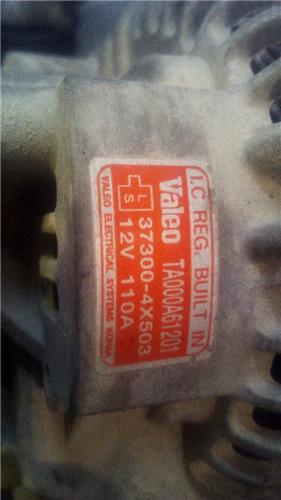 I.C REG. BUILT IN
Valeo TA000A61201
L
S
37300-4X503
12V 110A
VALEO ELECTRICAL SYSTEMS KOREA